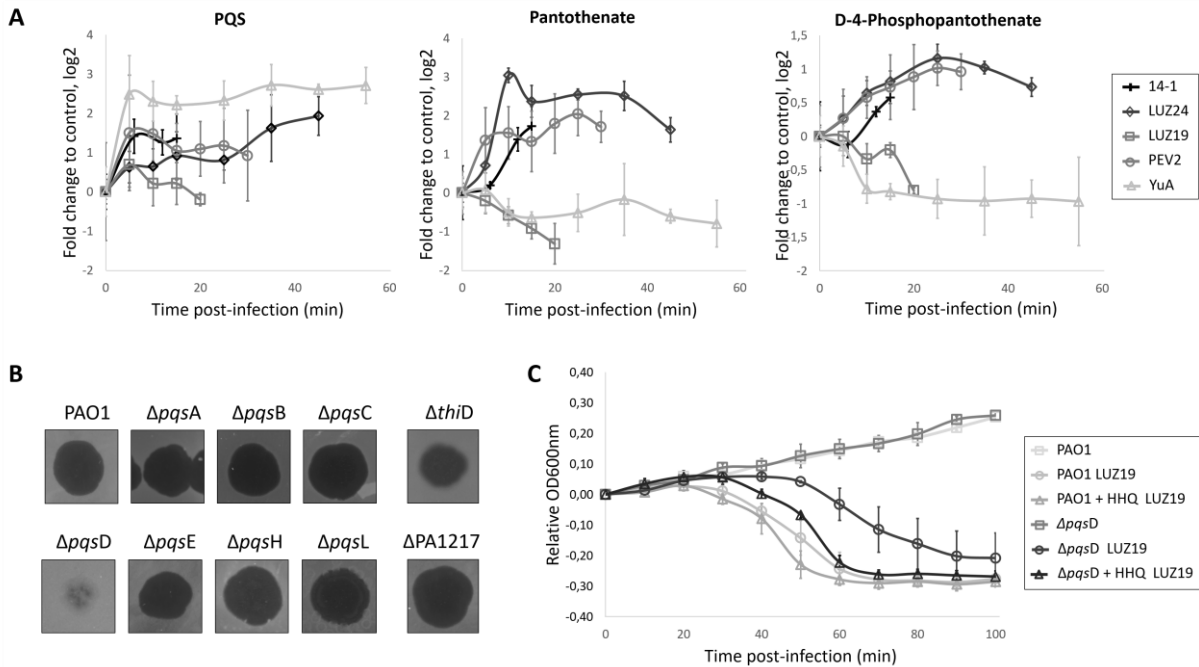 A
PQS
Fold change to control, log2
4
3
2
1
0
-1
-2
0
20
40
60
Time post-infection (min)
Pantothenate
Fold change to control, log2
4
3
2
1
0
-1
-2
0
20
40
60
Time post-infection (min)
D-4-Phosphopantothenate
Fold change to control, log2
1,5
1
0,5
0
-0,5
-1
-1,5
-2
0
20
40
60
Time post-infection (min)
14-1
LUZ24
LUZ19
PEV2
YuA
B
PAO1 ΔpqsA ΔpqsB ΔpqsC ΔthiD
ΔpqsD ΔpqsE ΔpqsH ΔpqsL ΔPA1217
C
Relative OD600nm
0,40
0,30
0,20
0,10
0,00
-0,10
-0,20
-0,30
-0,40
0 20 40 60 80 100
Time post-infection (min)
PAO1
PAO1 LUZ19
PAO1 + HHQ LUZ19
ΔpqsD
ΔpqsD LUZ19
ΔpqsD + HHQ LUZ19